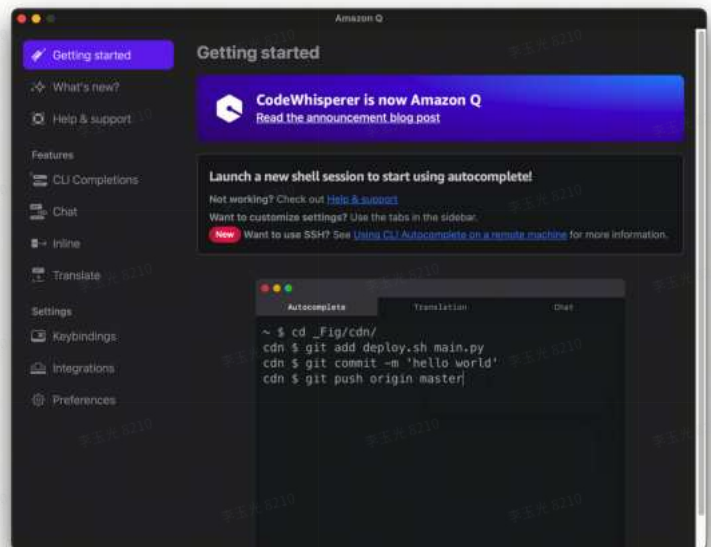 Amazon Q
Getting started
What's new?
Help & support
Features
CLI Completions
Chat
Inline
Translate
Settings
Keybindings
Integrations
Preferences
Getting started
CodeWhisperer is now Amazon Q
Read the announcement blog post
Launch a new shell session to start using autocomplete!
Not working? Check out Help & support
Want to customize settings? Use the tabs in the sidebar.
New Want to use SSH? See Using CLI Autocomplete on a remote machine for more information.
Autocomplete Translation Chat
~ $ cd _Fig/cdn/
cdn $ git add deploy.sh main.py
cdn $ git commit -m 'hello world'
cdn $ git push origin master